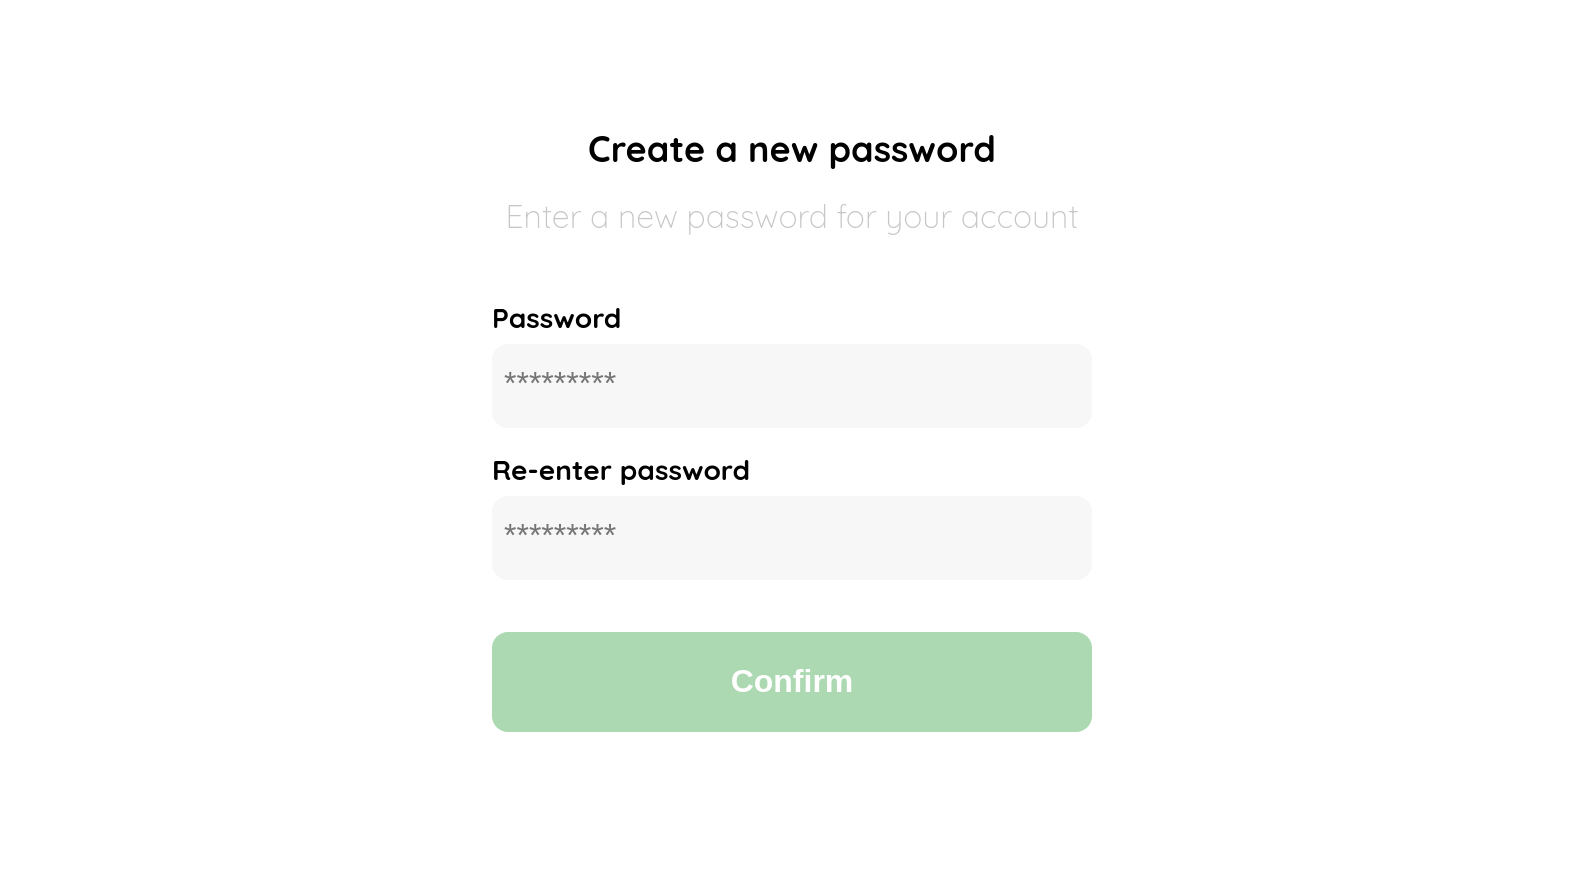 Create a new password
Enter a new password for your account
Password
*********
Re-enter password
*********
Confirm